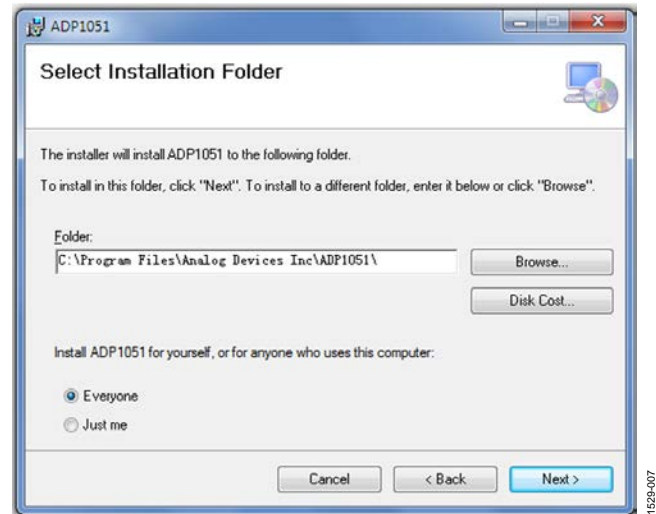 ADP1051
Select Installation Folder
The installer will install ADP1051 to the following folder.
To install in this folder, click "Next". To install to a different folder, enter it below or click "Browse".
Folder:
C:\Program Files\Analog Devices Inc\ADP1051\
Browse...
Disk Cost...
Install ADP1051 for yourself, or for anyone who uses this computer:
Everyone
Just me
Cancel
< Back
Next >
1529-007